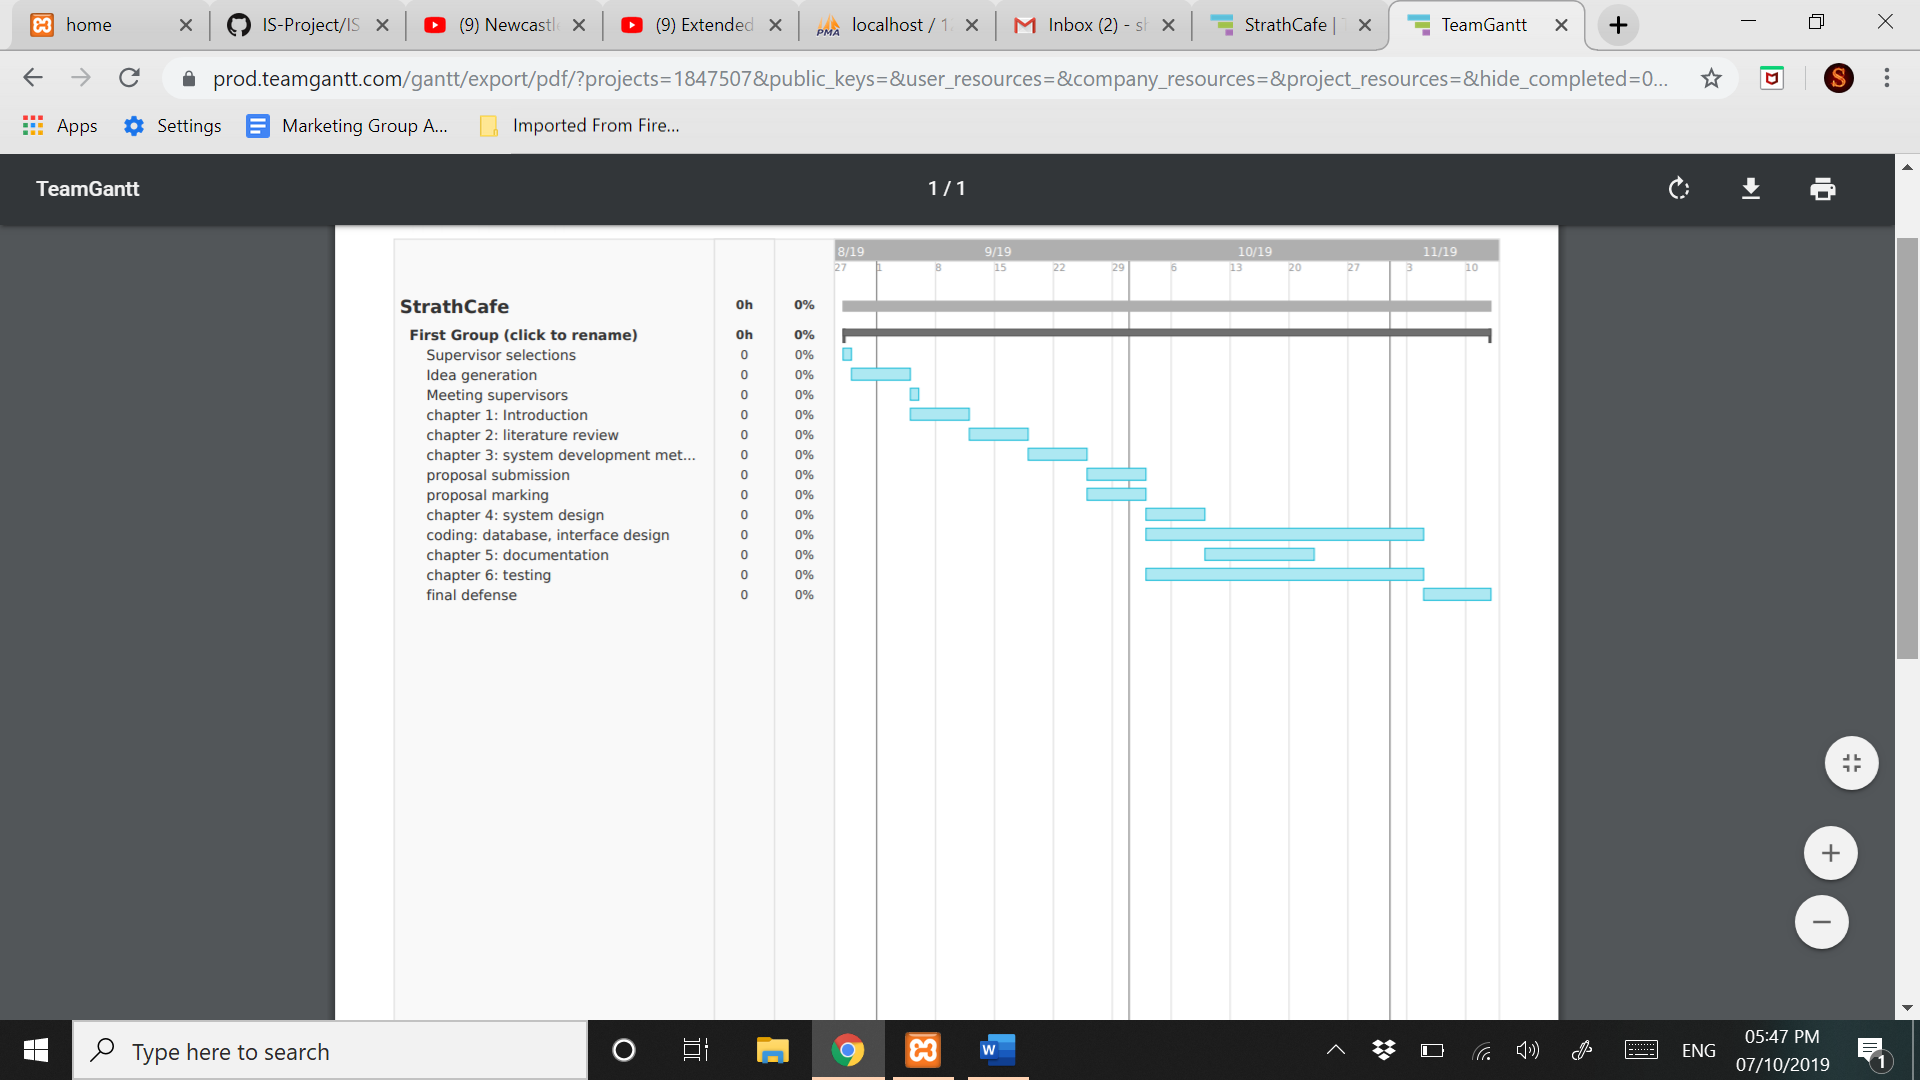 home
IS-Project/IS
(9) Newcastl
(9) Extended
localhost / 1
Inbox (2) - s
StrathCafe |
TeamGantt
prod.teamgantt.com/gantt/export/pdf/?projects=1847507&public_keys=&user_resources=&company_resources=&project_resources=&hide_completed=0...
S
Apps
Settings
Marketing Group A...
Imported From Fire...
TeamGantt
1 / 1
8/19 9/19 10/19 11/19
27 1 8 15 22 29 6 13 20 27 3 10
StrathCafe 0h 0%
First Group (click to rename) 0h 0%
Supervisor selections 0 0%
Idea generation 0 0%
Meeting supervisors 0 0%
chapter 1: Introduction 0 0%
chapter 2: literature review 0 0%
chapter 3: system development met... 0 0%
proposal submission 0 0%
proposal marking 0 0%
chapter 4: system design 0 0%
coding: database, interface design 0 0%
chapter 5: documentation 0 0%
chapter 6: testing 0 0%
final defense 0 0%
Type here to search
ENG
05:47 PM
07/10/2019
1